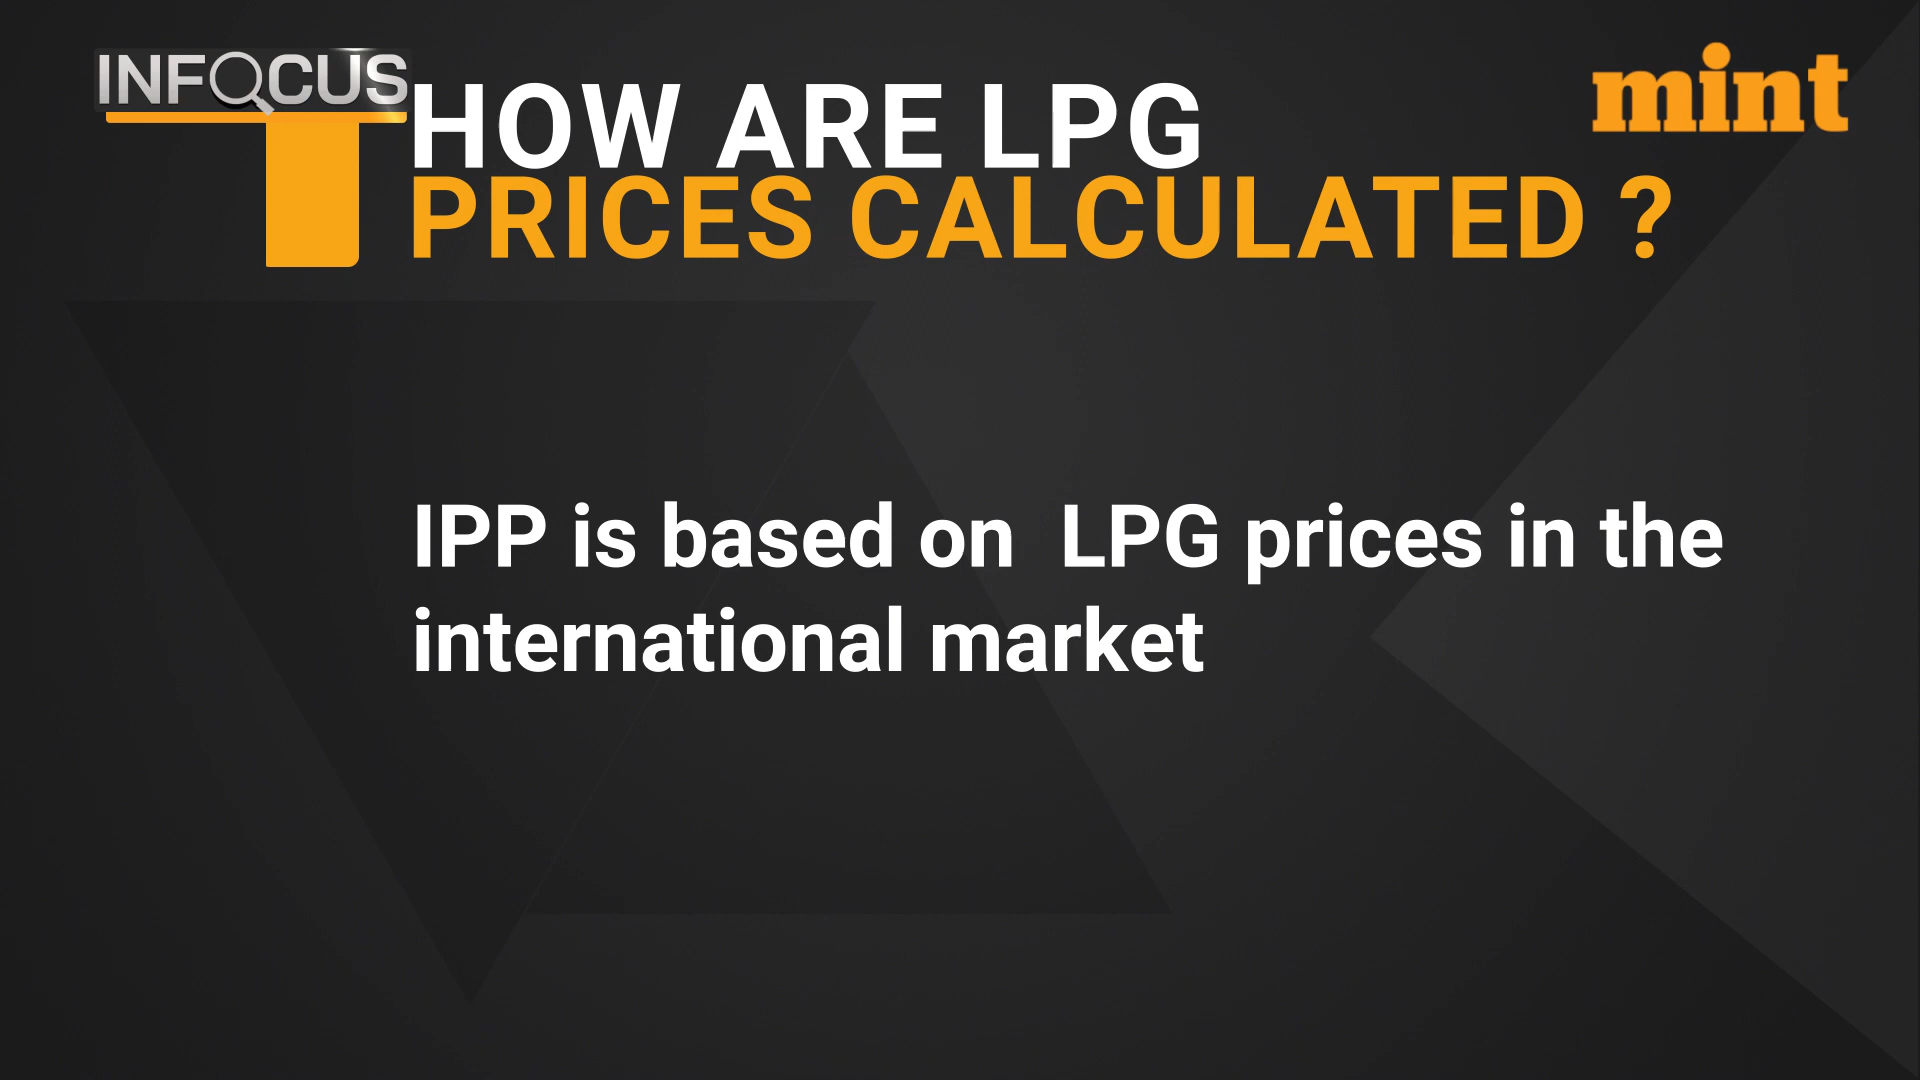 INFOCUS
mint
HOW ARE LPG
PRICES CALCULATED ?
IPP is based on  LPG prices in the
international market